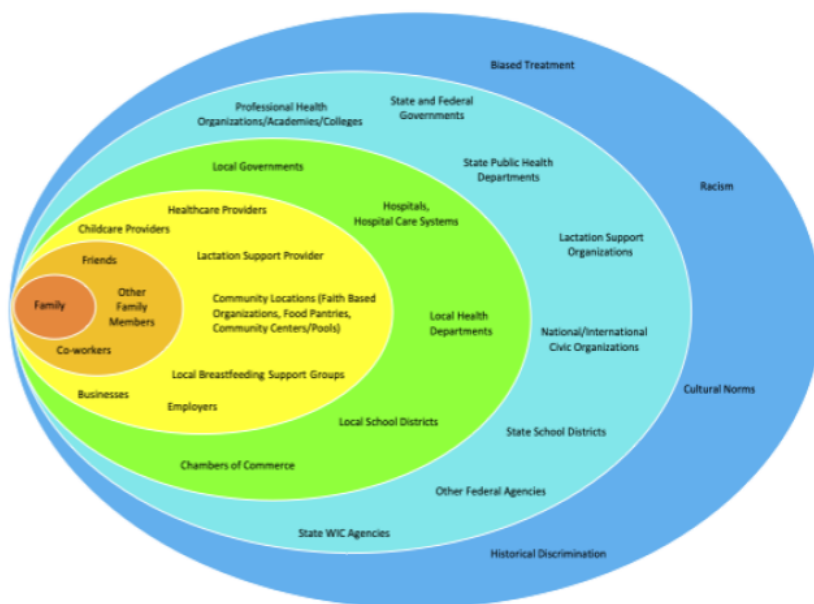 Biased Treatment
Professional Health
Organizations/Academies/Colleges
State and Federal
Governments
Local Governments
State Public Health
Departments
Racism
Healthcare Providers
Hospitals,
Hospital Care Systems
Childcare Providers
Lactation Support
Organizations
Friends
Lactation Support Provider
Family
Other
Family
Members
Community Locations (Faith Based
Organizations, Food Pantries,
Community Centers/Pools)
Local Health
Departments
National/International
Civic Organizations
Co-workers
Local Breastfeeding Support Groups
Cultural Norms
Businesses
Employers
Local School Districts
State School Districts
Chambers of Commerce
Other Federal Agencies
State WIC Agencies
Historical Discrimination